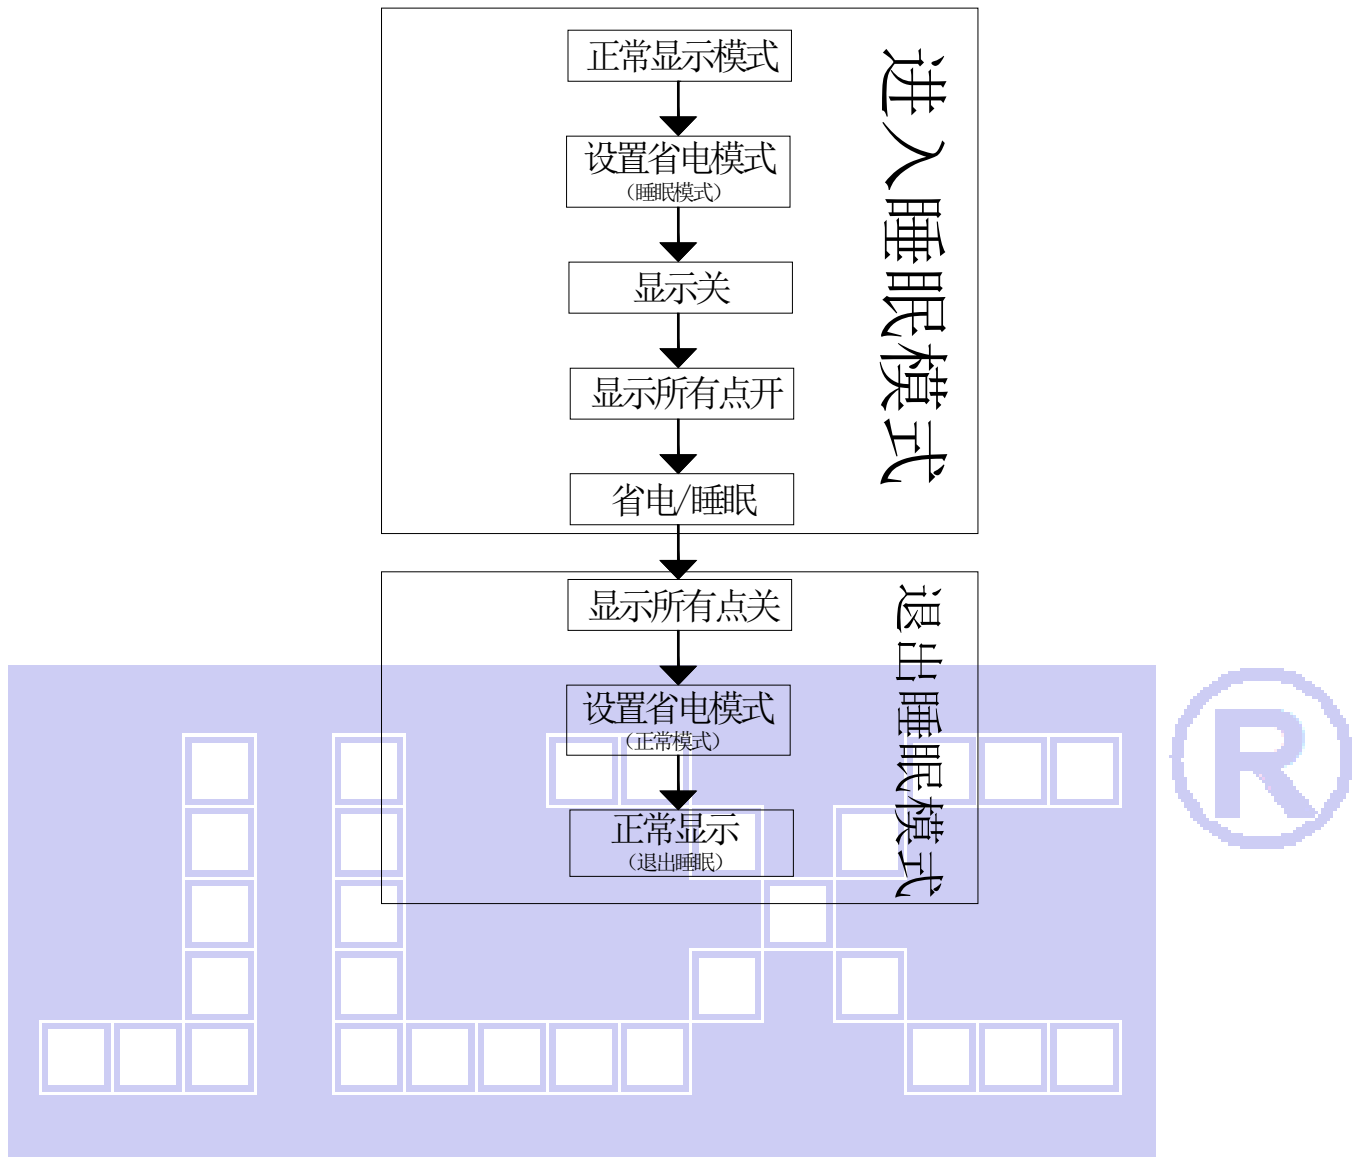 正常显示模式
设置省电模式
（睡眠模式）
显示关
显示所有点开
省电/睡眠
进入睡眠模式
显示所有点关
设置省电模式
（正常模式）
正常显示
（退出睡眠）
退出睡眠模式
JLX
®